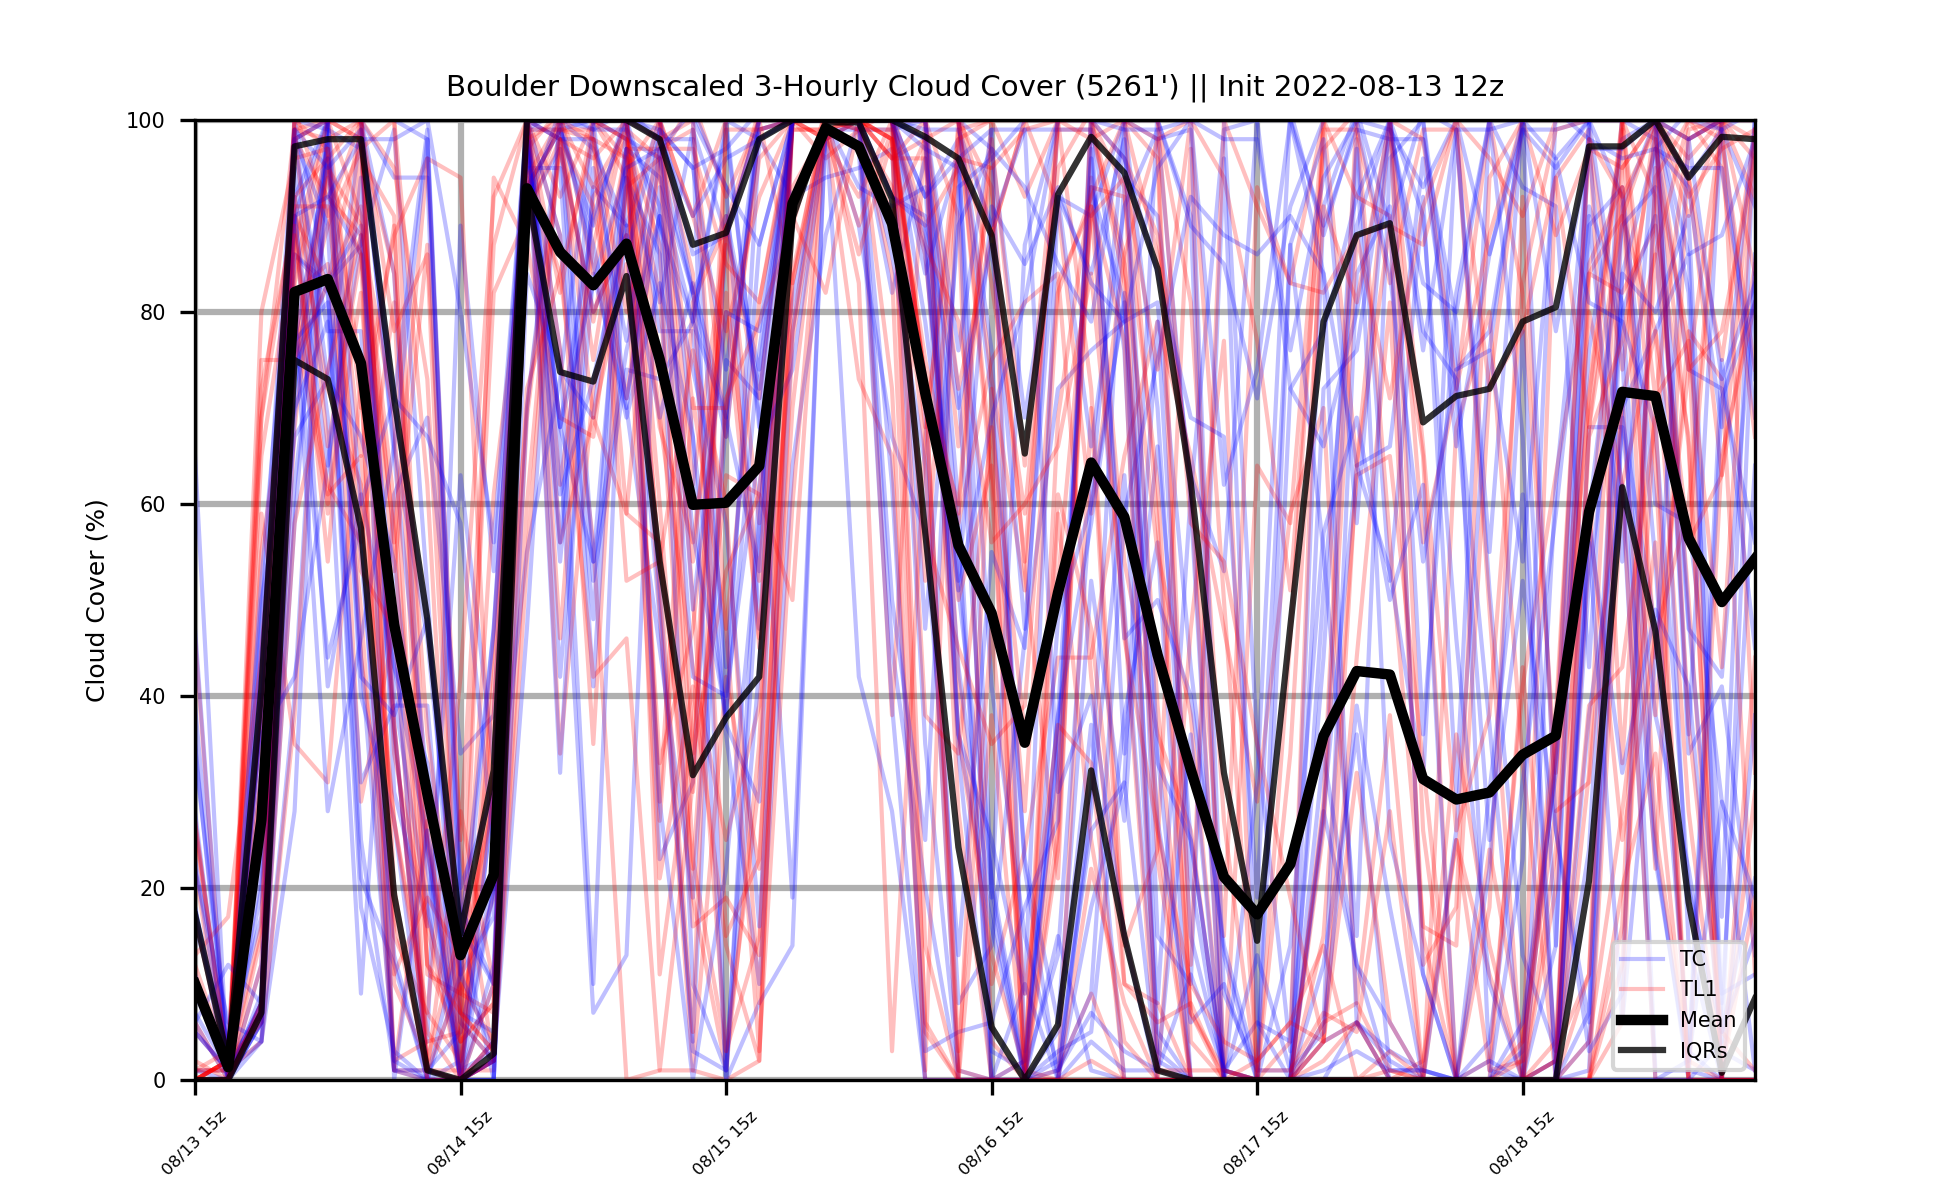 Boulder Downscaled 3-Hourly Cloud Cover (5261') || Init 2022-08-13 12z
Cloud Cover (%)
100
80
60
40
20
0
08/13 15z
08/14 15z
08/15 15z
08/16 15z
08/17 15z
08/18 15z
TC
TL1
Mean
IQRs